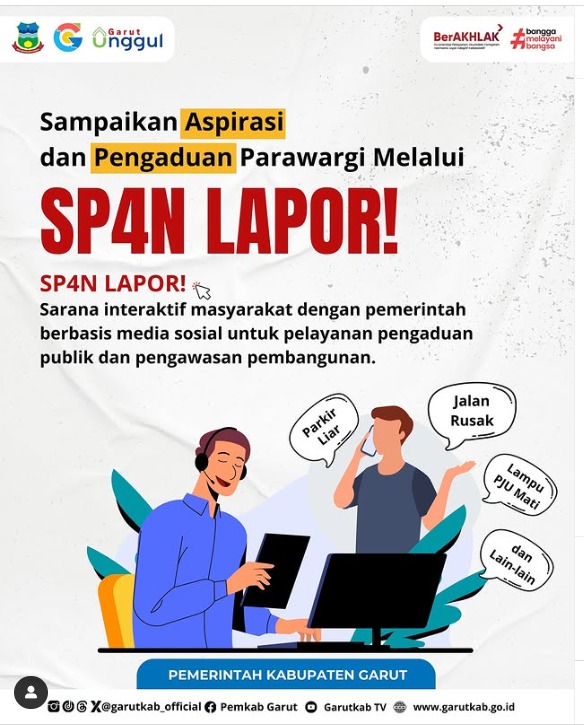 Garut
Unggul
BerAKHLAK
#bangga
melayani
bangsa
Sampaikan Aspirasi
dan Pengaduan Parawargi Melalui
SP4N LAPOR!
SP4N LAPOR!
Sarana interaktif masyarakat dengan pemerintah
berbasis media sosial untuk pelayanan pengaduan
publik dan pengawasan pembangunan.
Parkir
Liar
Jalan
Rusak
Lampu
PJU Mati
dan
Lain-lain
PEMERINTAH KABUPATEN GARUT
@garutkab_official Pemkab Garut Garutkab TV www.garutkab.go.id